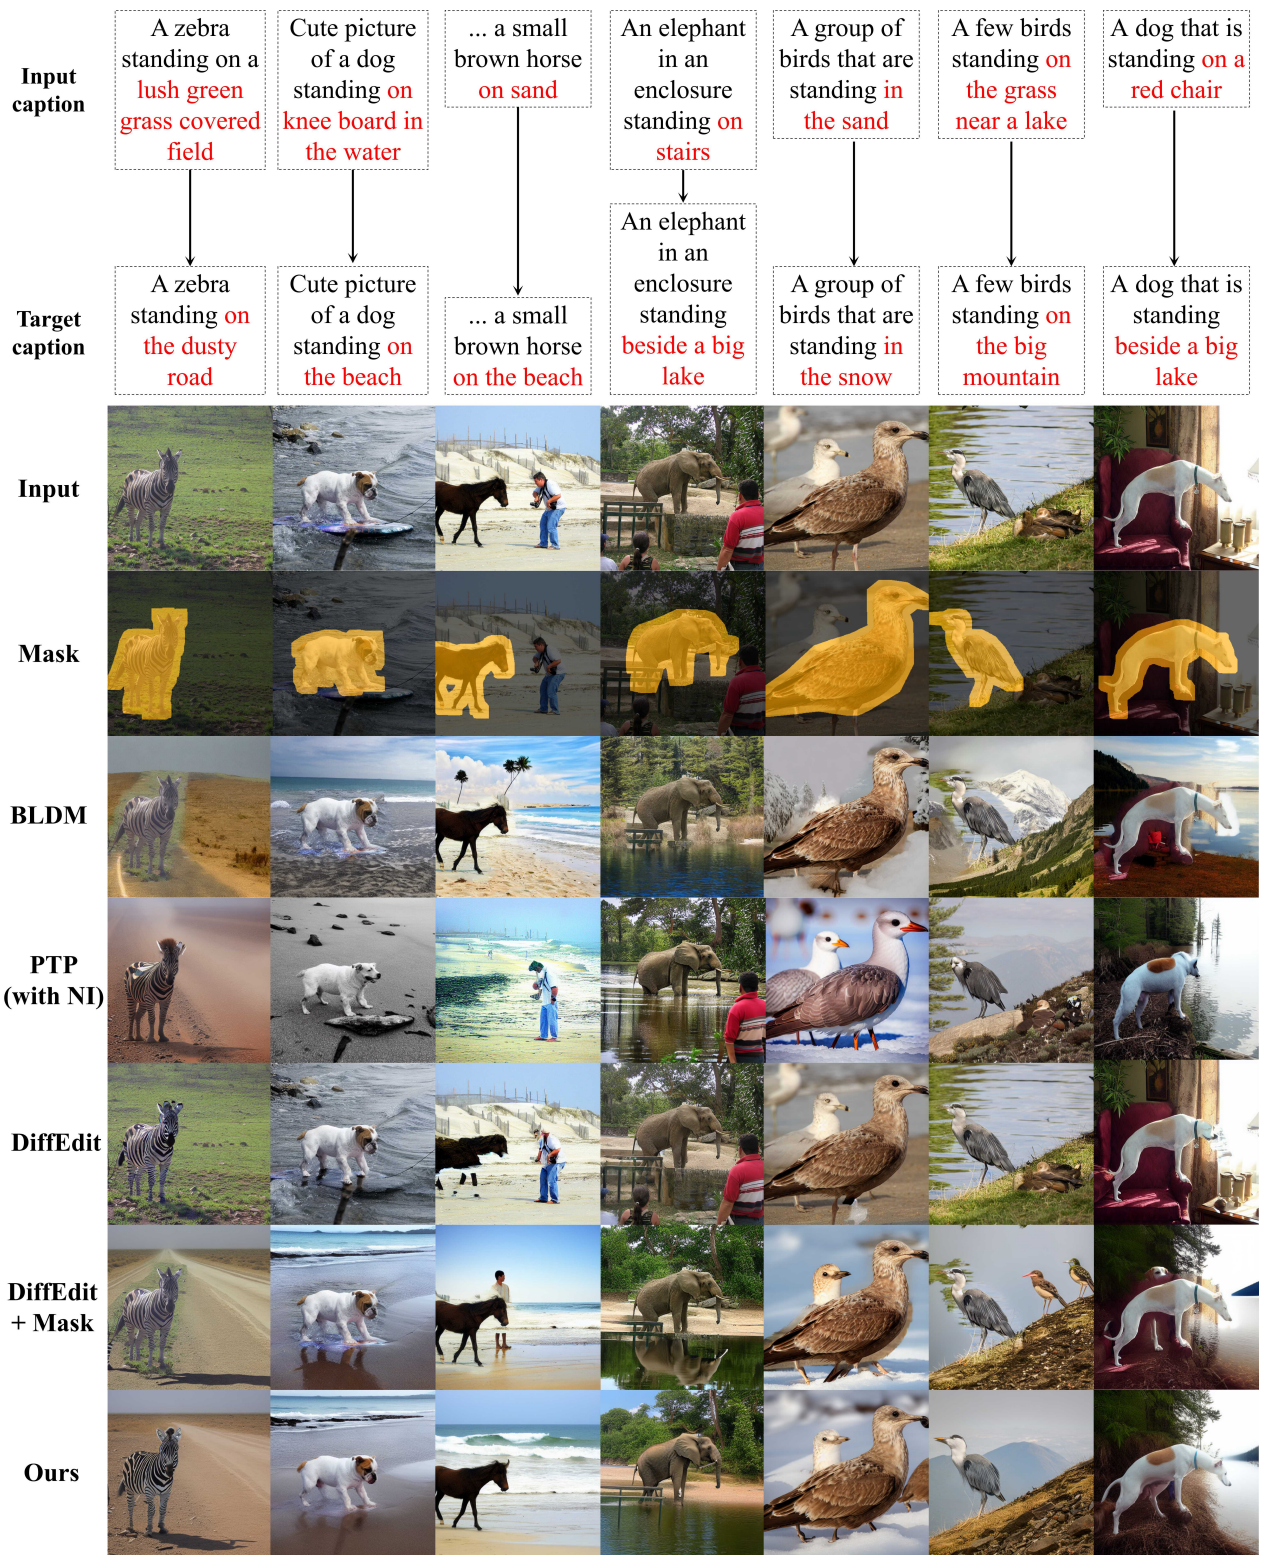 Input
caption
A zebra
standing on a
lush green
grass covered
field
Cute picture
of a dog
standing on
knee board in
the water
... a small
brown horse
on sand
An elephant
in an
enclosure
standing on
stairs
A group of
birds that are
standing in
the sand
A few birds
standing on
the grass
near a lake
A dog that is
standing on a
red chair
Target
caption
A zebra
standing on
the dusty
road
Cute picture
of a dog
standing on
the beach
... a small
brown horse
on the beach
An elephant
in an
enclosure
standing
beside a big
lake
A group of
birds that are
standing in
the snow
A few birds
standing on
the big
mountain
A dog that is
standing
beside a big
lake
Input
Mask
BLDM
PTP
(with NI)
DiffEdit
DiffEdit
+ Mask
Ours